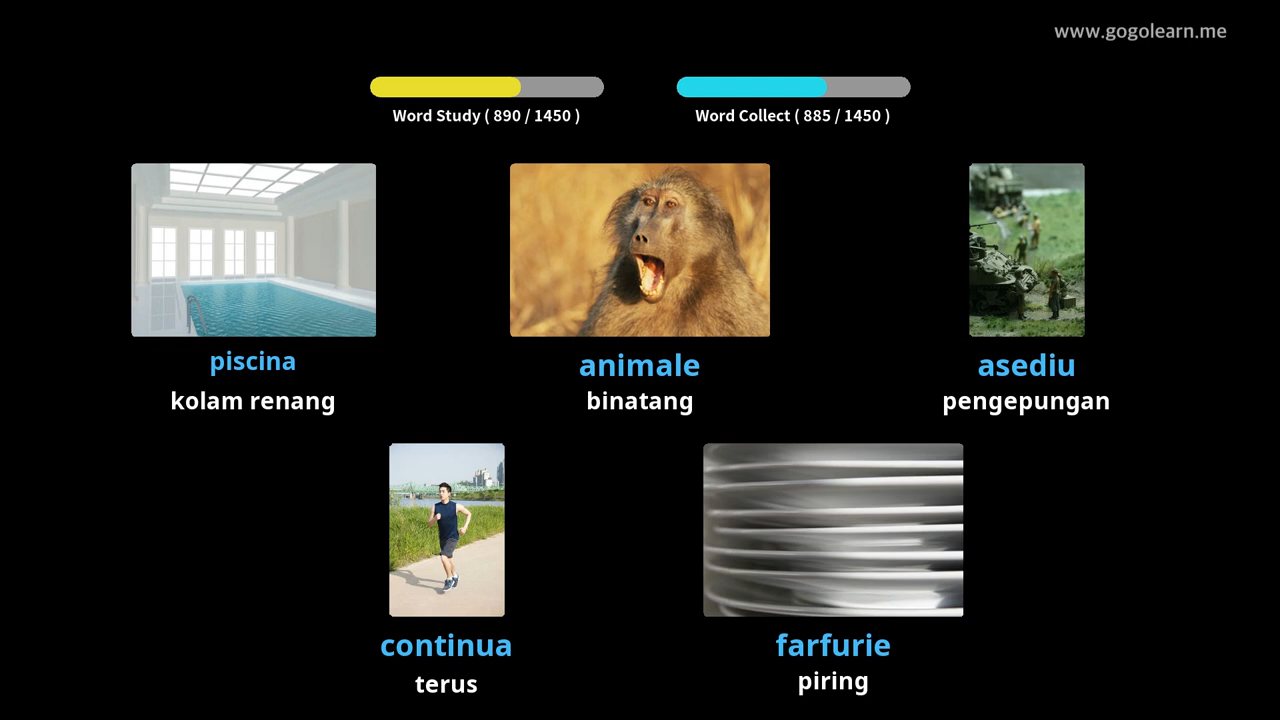 www.gogolearn.me
Word Study ( 890 / 1450 )
Word Collect ( 885 / 1450 )
piscina
kolam renang
animale
binatang
asediu
pengepungan
continua
terus
farfurie
piring